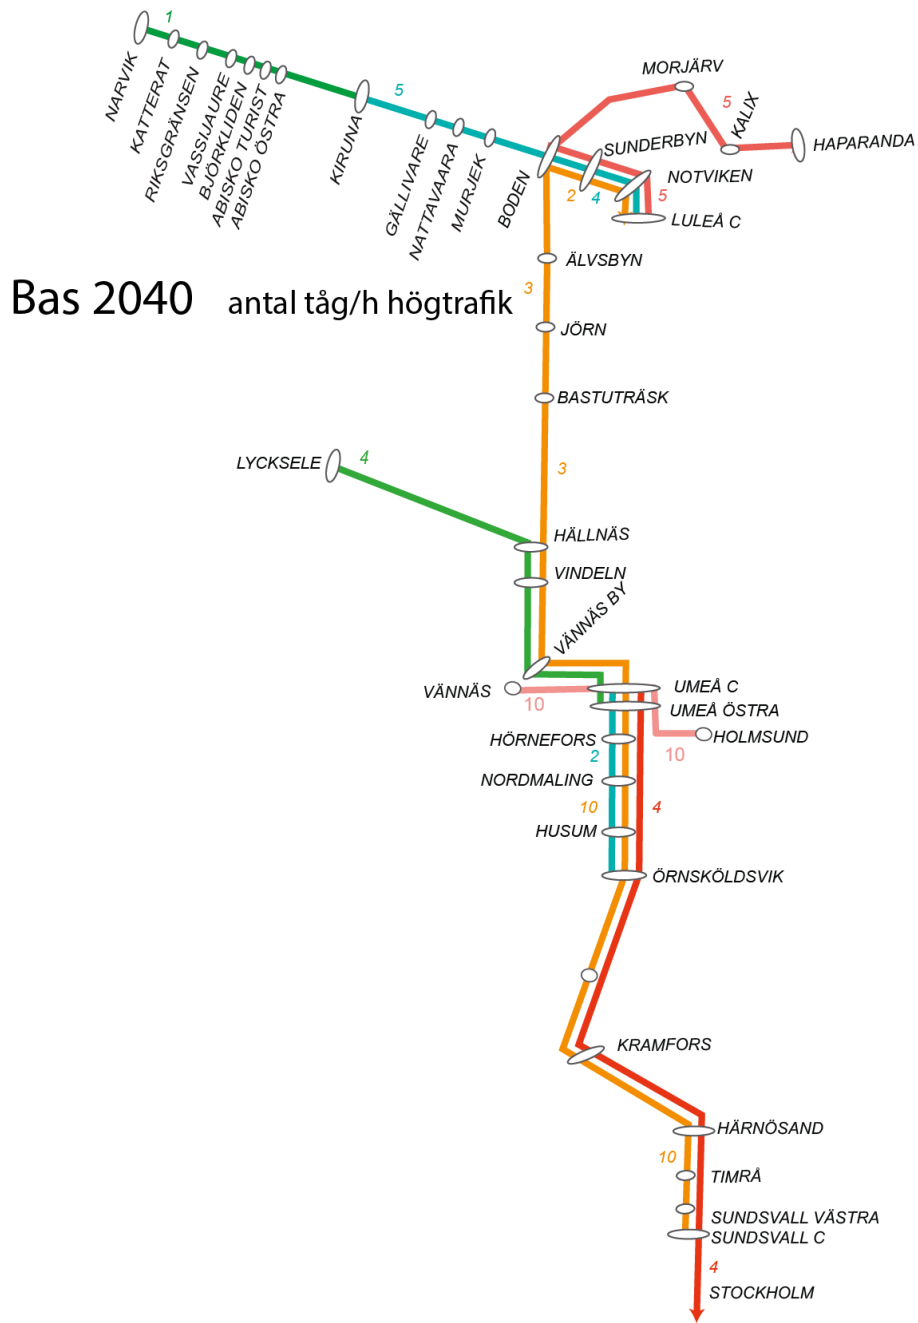 1
NARVIK
KATTERAT
RIKSGRÄNSEN
VASSIJAURE
BJÖRKLIDEN
ABISKO TURIST
ABISKO ÖSTRA
KIRUNA
5
GÄLLIVARE
NATTAVAARA
MURJEK
BODEN
MORJÄRV
5
KALIX
HAPARANDA
SUNDERBYN
NOTVIKEN
2
4
5
LULEÅ C
ÄLVSBYN
3
Bas 2040 antal tåg/h högtrafik
JÖRN
BASTUTRÄSK
LYCKSELE
4
3
HÄLLNÄS
VINDELN
VÄNNÄS BY
VÄNNÄS
10
UMEÅ C
UMEÅ ÖSTRA
HÖRNEFORS
HOLMSUND
2
10
NORDMALING
10
4
HUSUM
ÖRNSKÖLDSVIK
KRAMFORS
HÄRNÖSAND
10
TIMRÅ
SUNDSVALL VÄSTRA
SUNDSVALL C
4
STOCKHOLM